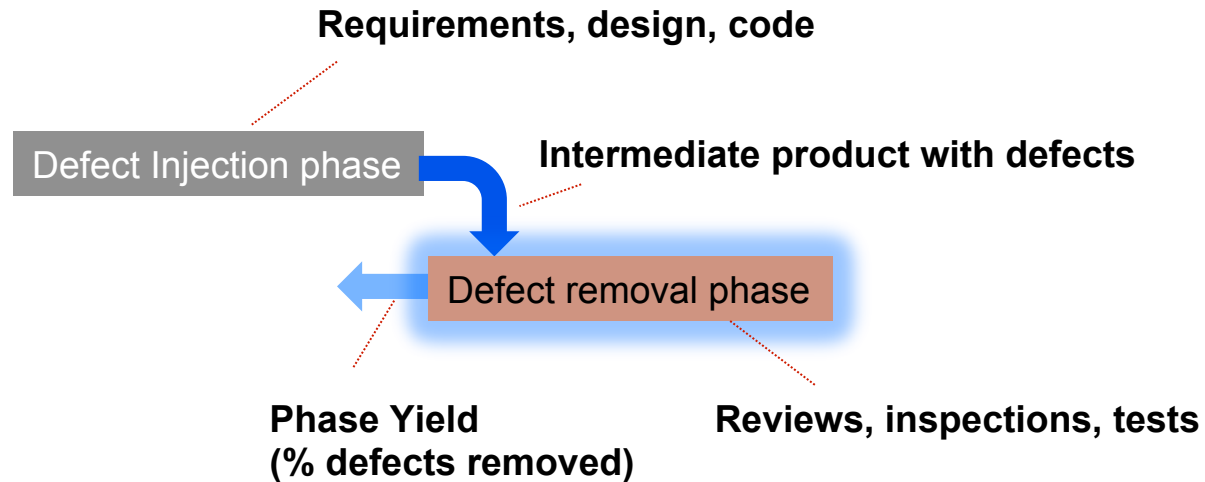 Requirements, design, code
Defect Injection phase
Intermediate product with defects
Defect removal phase
Phase Yield
(% defects removed)
Reviews, inspections, tests